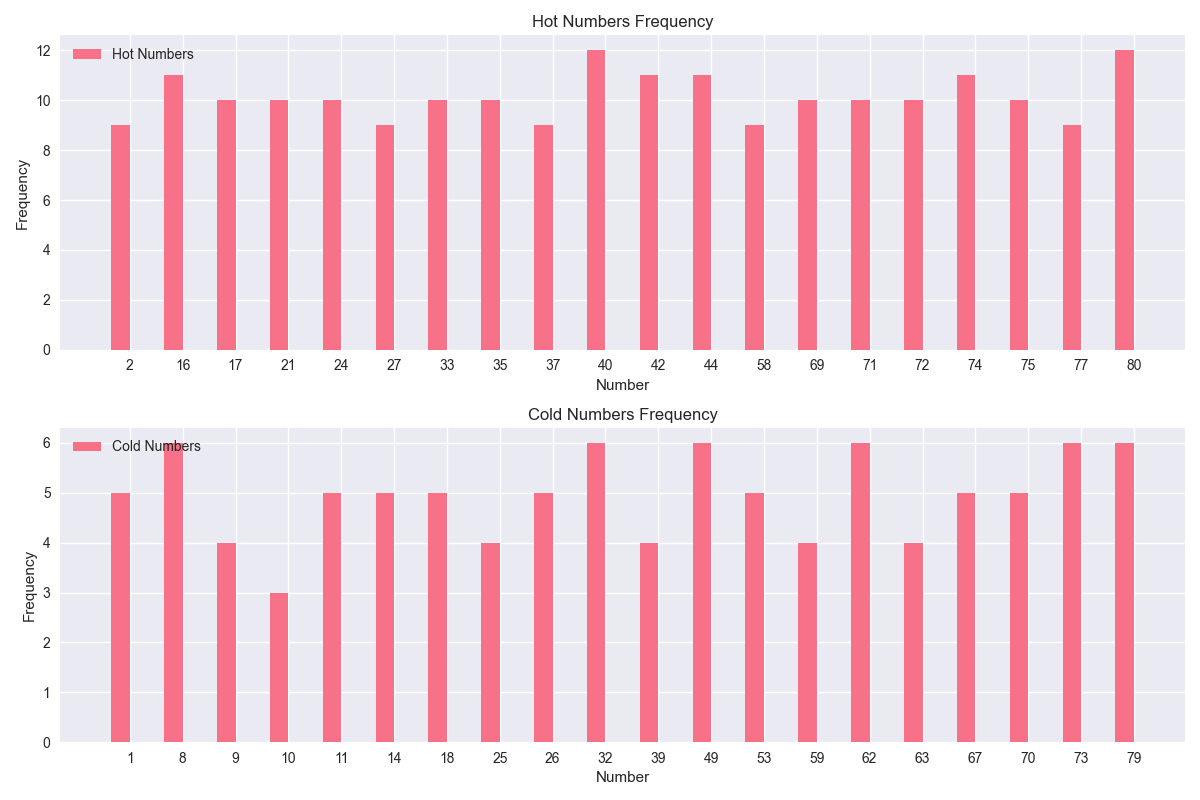 Hot Numbers Frequency
Hot Numbers
12
10
8
6
4
2
0
Frequency
2 16 17 21 24 27 33 35 37 40 42 44 58 69 71 72 74 75 77 80
Number
Cold Numbers Frequency
Cold Numbers
6
5
4
3
2
1
0
Frequency
1 8 9 10 11 14 18 25 26 32 39 49 53 59 62 63 67 70 73 79
Number